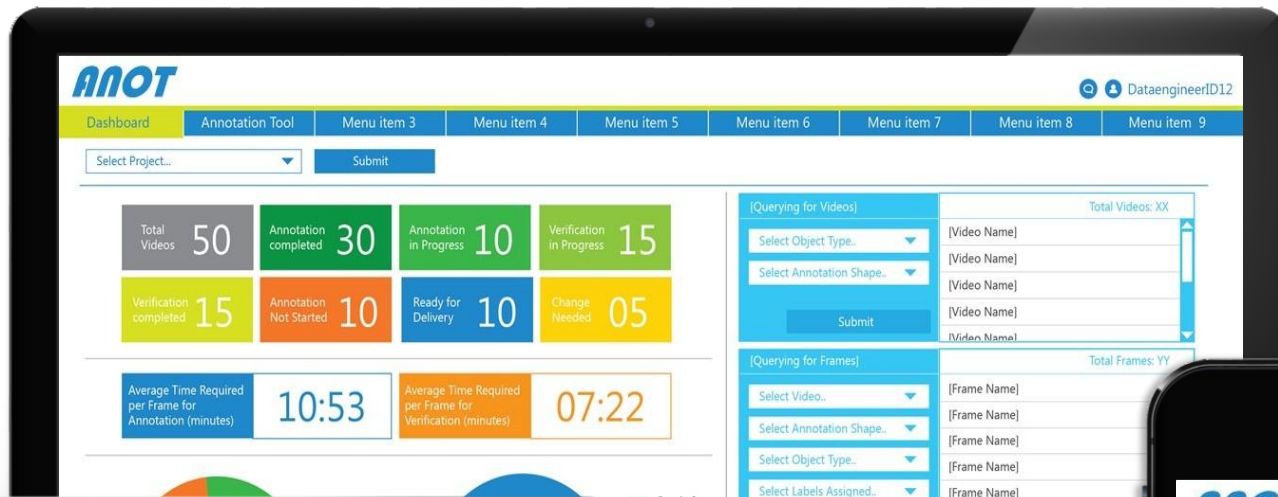 ANOT
DataengineerID12
Dashboard
Annotation Tool
Menu item 3
Menu item 4
Menu item 5
Menu item 6
Menu item 7
Menu item 8
Menu item 9
Select Project...
Submit
Total
Videos
50
Annotation
completed
30
Annotation
in Progress
10
Verification
in Progress
15
Verification
completed
15
Annotation
Not Started
10
Ready for
Delivery
10
Change
Needed
05
Average Time Required
per Frame for
Annotation (minutes)
10:53
Average Time Required
per Frame for
Verification (minutes)
07:22
[Querying for Videos]
Select Object Type..
Select Annotation Shape..
Submit
Total Videos: XX
[Video Name]
[Video Name]
[Video Name]
[Video Name]
[Video Name]
[Querying for Frames]
Select Video..
Select Annotation Shape..
Select Object Type..
Select Labels Assigned..
Total Frames: YY
[Frame Name]
[Frame Name]
[Frame Name]
[Frame Name]
[Frame Name]